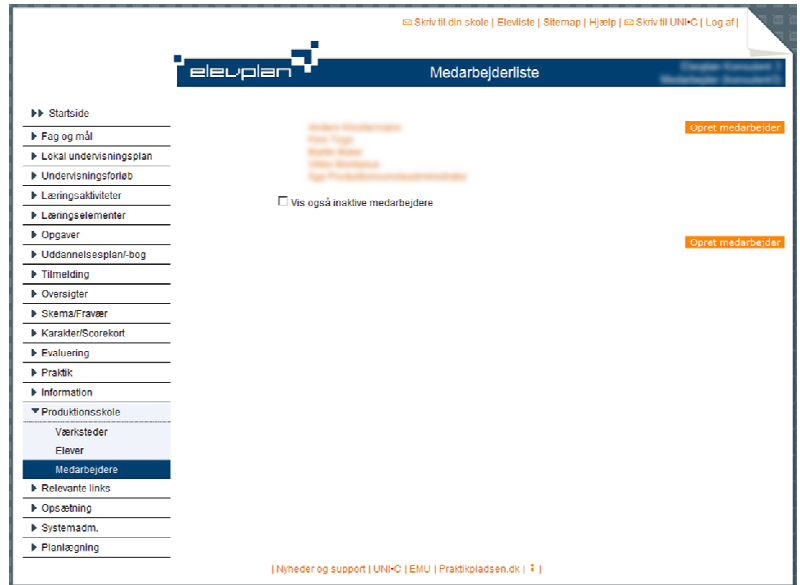 Skriv til din skole | Elevliste | Sitemap | Hjælp | Skriv til UNI•C | Log af |
elevplan
Medarbejderliste
Startside
Fag og mål
Lokal undervisningsplan
Undervisningsforløb
Læringsaktiviteter
Læringselementer
Opgaver
Uddannelsesplan/-bog
Tilmelding
Oversigter
Skema/Fravær
Karakter/Scorekort
Evaluering
Praktik
Information
Produktionsskole
Værksteder
Elever
Medarbejdere
Relevante links
Opsætning
Systemadm.
Planlægning
Opret medarbejder
Vis også inaktive medarbejdere
Opret medarbejder
| Nyheder og support | UNI•C | EMU | Praktikpladsen.dk | |